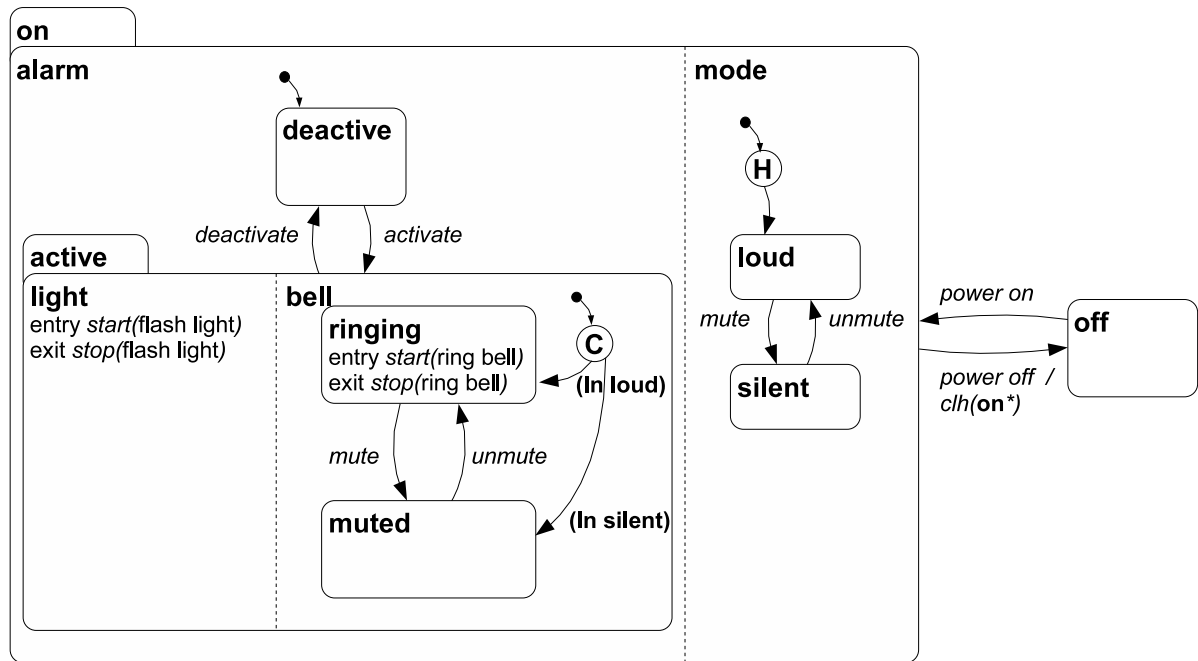 on
alarm
mode
deactive
H
deactivate
activate
active
loud
light
entry start(flash light)
exit stop(flash light)
bell
ringing
entry start(ring bell)
exit stop(ring bell)
C
(In loud)
mute
unmute
power on
off
silent
power off /
clh(on*)
mute
unmute
muted
(In silent)